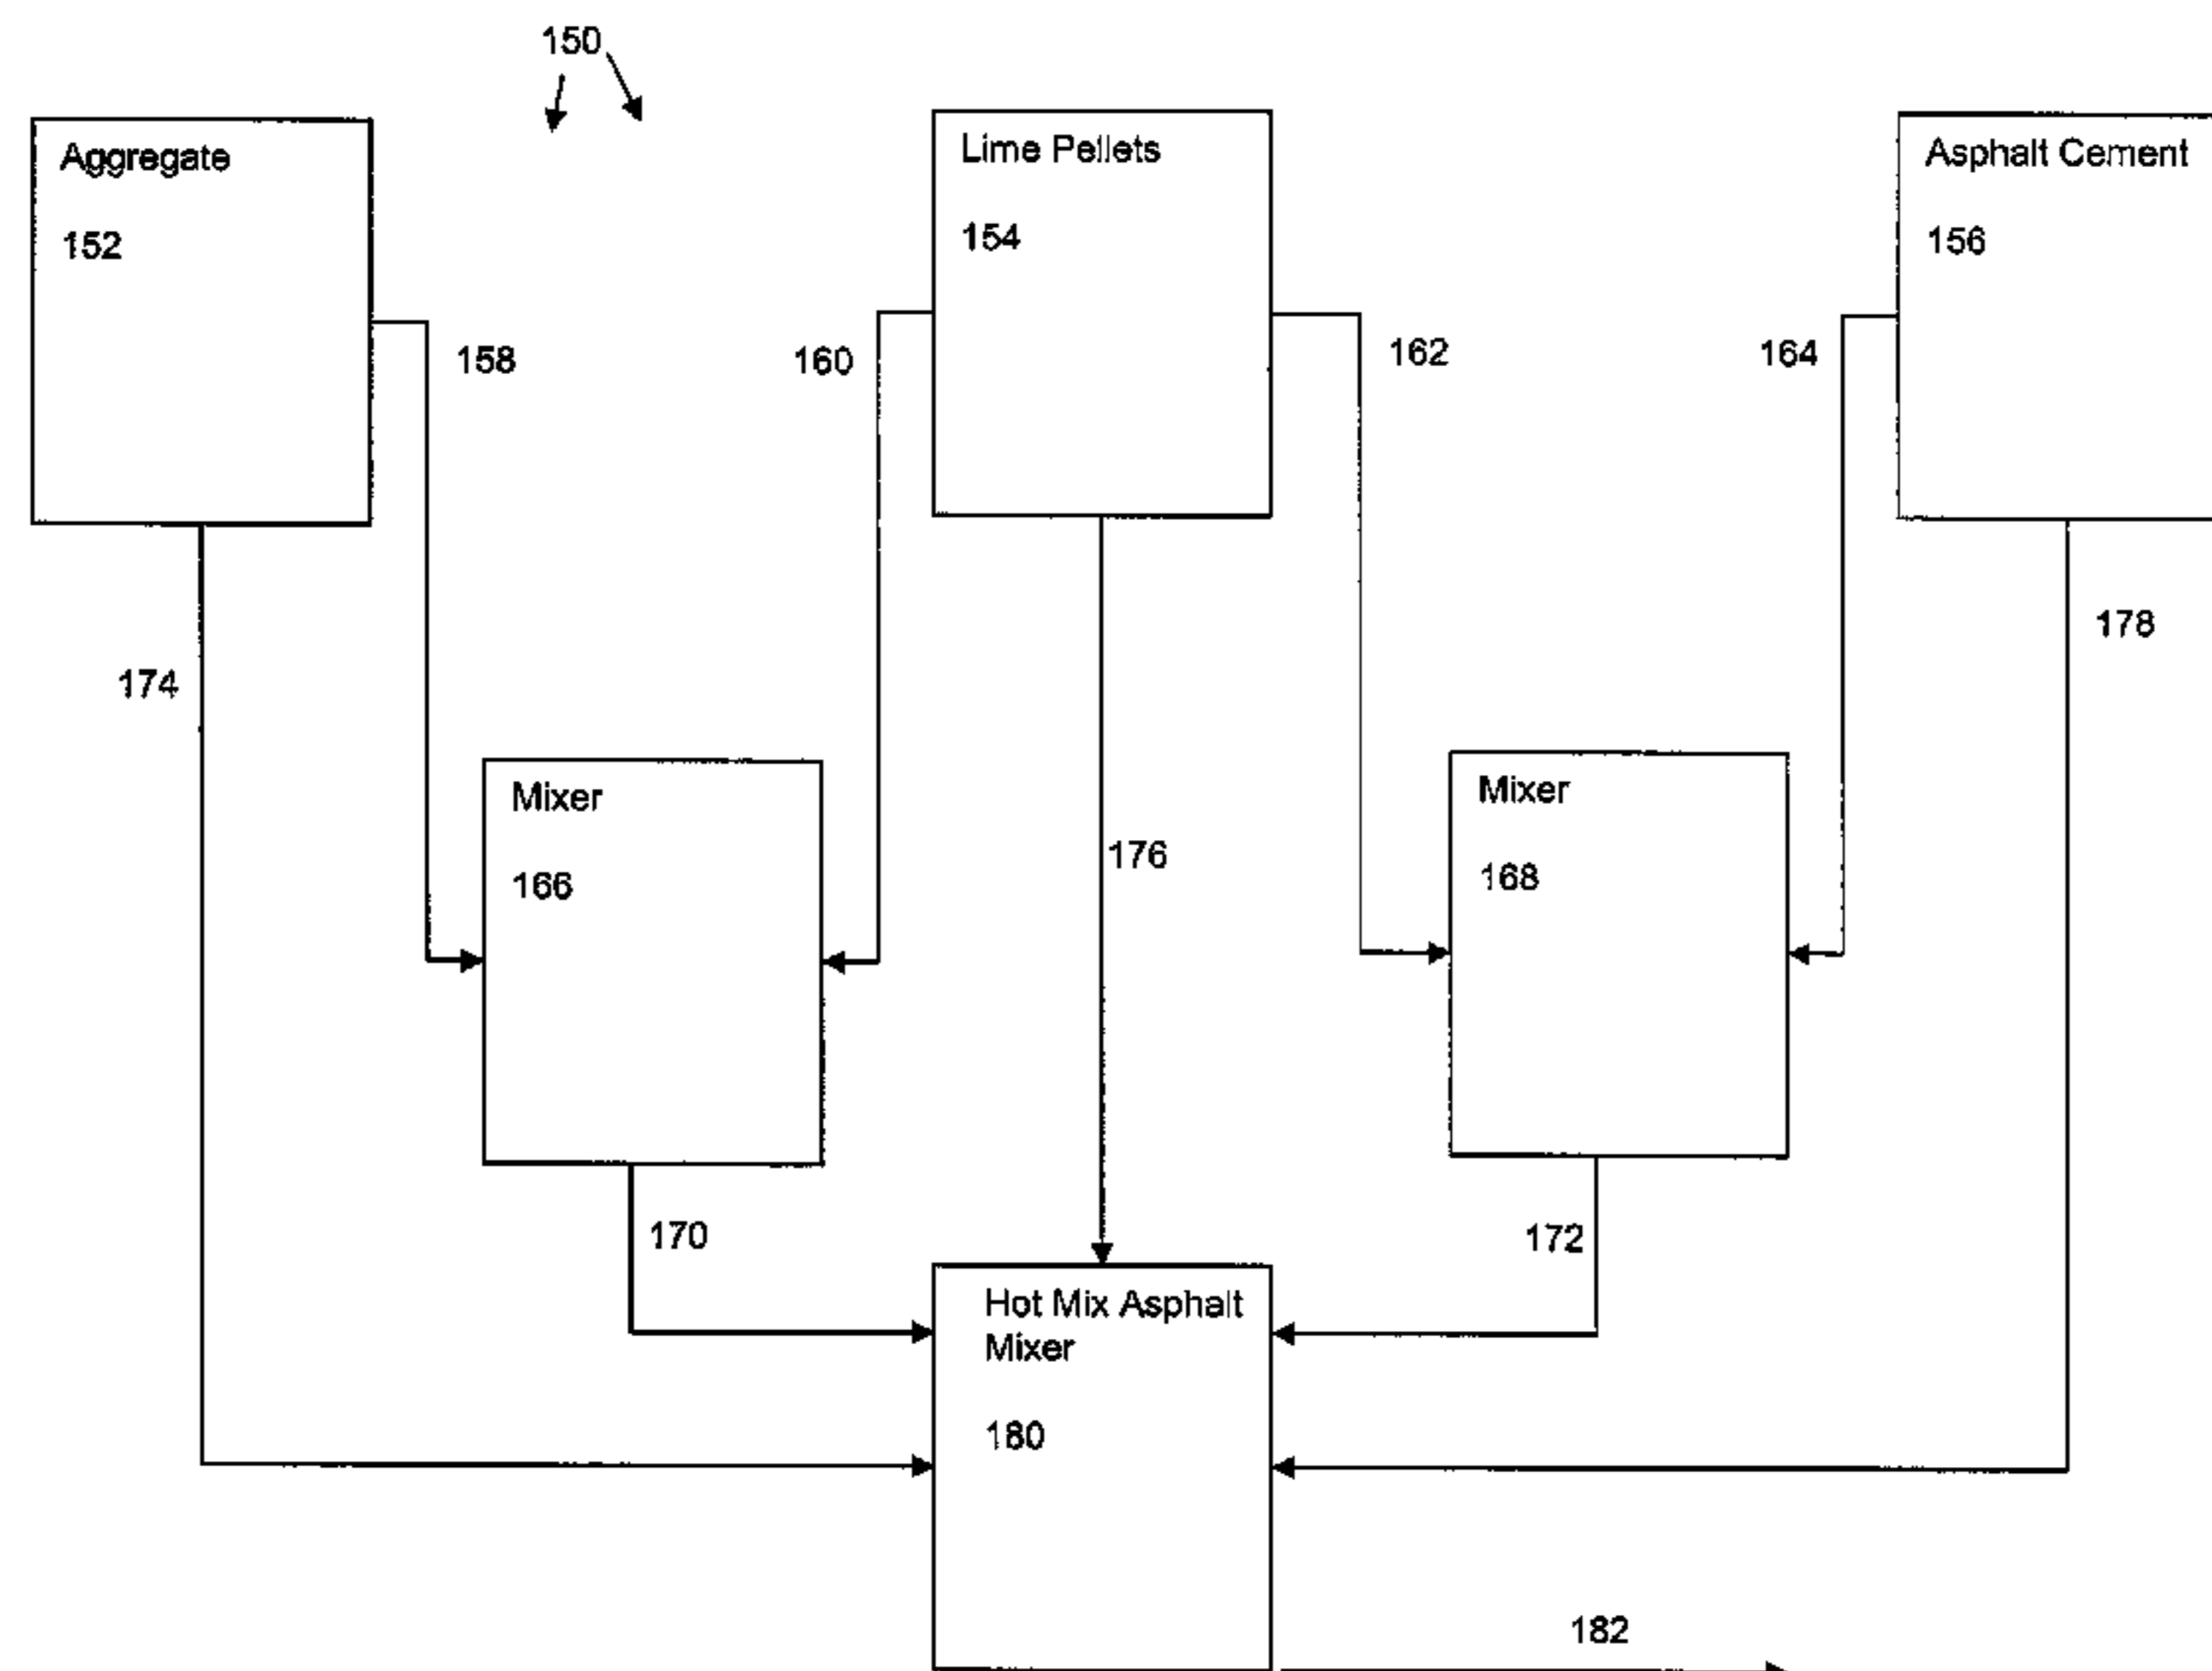 150
Aggregate
152
Lime Pellets
154
Asphalt Cement
156
158
160
162
164
174
178
Mixer
166
176
Mixer
168
170
172
Hot Mix Asphalt
Mixer
180
182